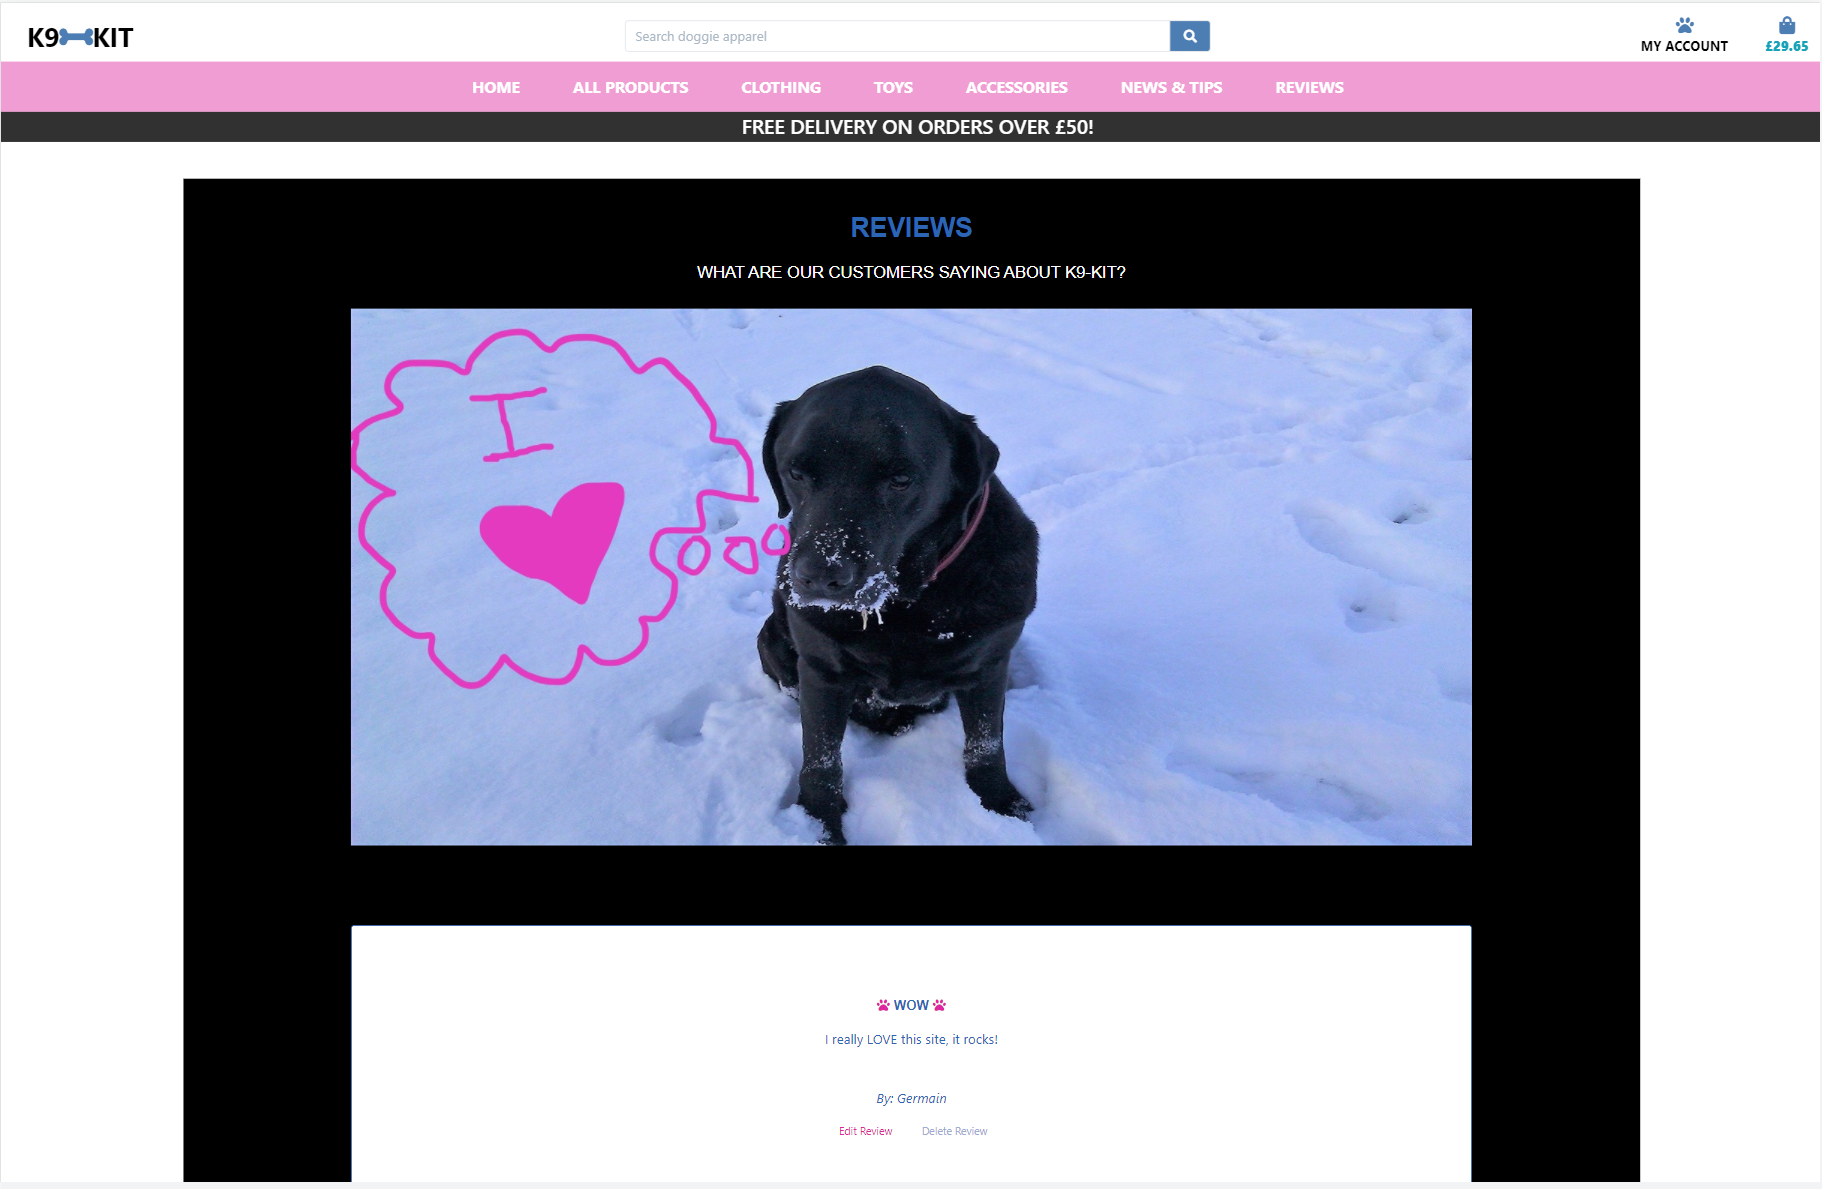 K9 KIT
Search doggie apparel
MY ACCOUNT
£29.65
HOME ALL PRODUCTS CLOTHING TOYS ACCESSORIES NEWS & TIPS REVIEWS
FREE DELIVERY ON ORDERS OVER £50!
REVIEWS
WHAT ARE OUR CUSTOMERS SAYING ABOUT K9-KIT?
I
WOW
I really LOVE this site, it rocks!
By: Germain
Edit Review Delete Review